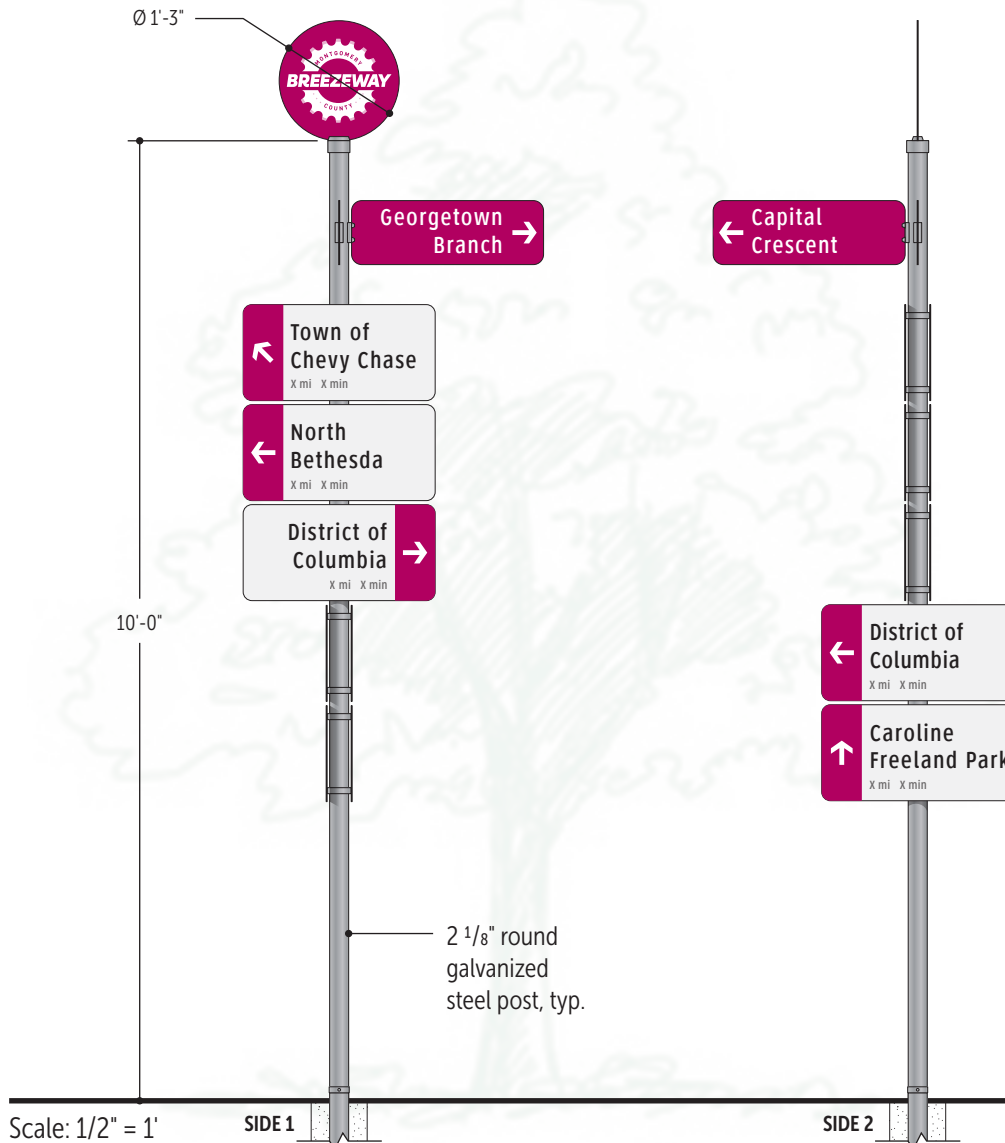 Ø 1'-3"
MONTGOMERY
BREEZEWAY
COUNTY
Georgetown
Branch
Capital
Crescent
Town of
Chevy Chase
X mi X min
North
Bethesda
X mi X min
District of
Columbia
X mi X min
10'-0"
District of
Columbia
X mi X min
Caroline
Freeland Park
X mi X min
2 1/8" round
galvanized
steel post, typ.
Scale: 1/2" = 1'
SIDE 1
SIDE 2